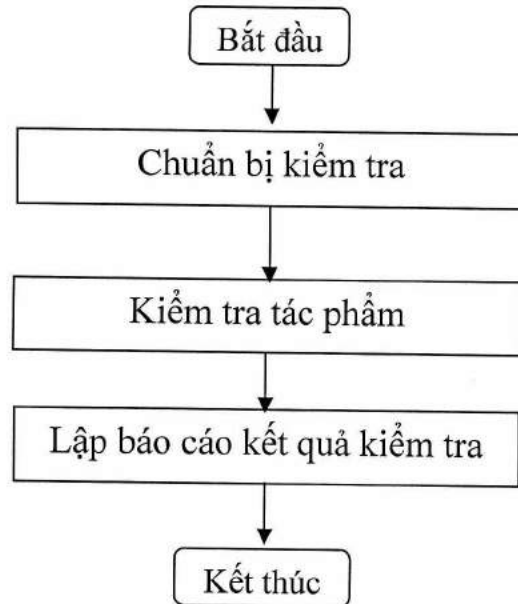 Bắt đầu
Chuẩn bị kiểm tra
Kiểm tra tác phẩm
Lập báo cáo kết quả kiểm tra
Kết thúc